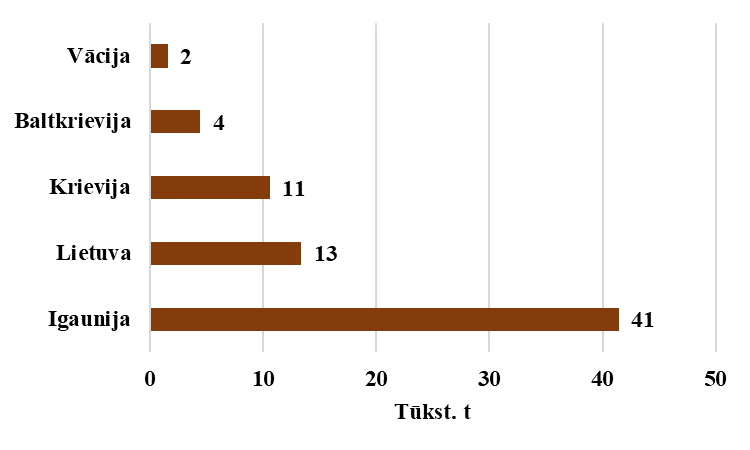 Vācija 2
Baltkrievija 4
Krievija 11
Lietuva 13
Igaunija 41
0 10 20 30 40 50
Tūkst. t